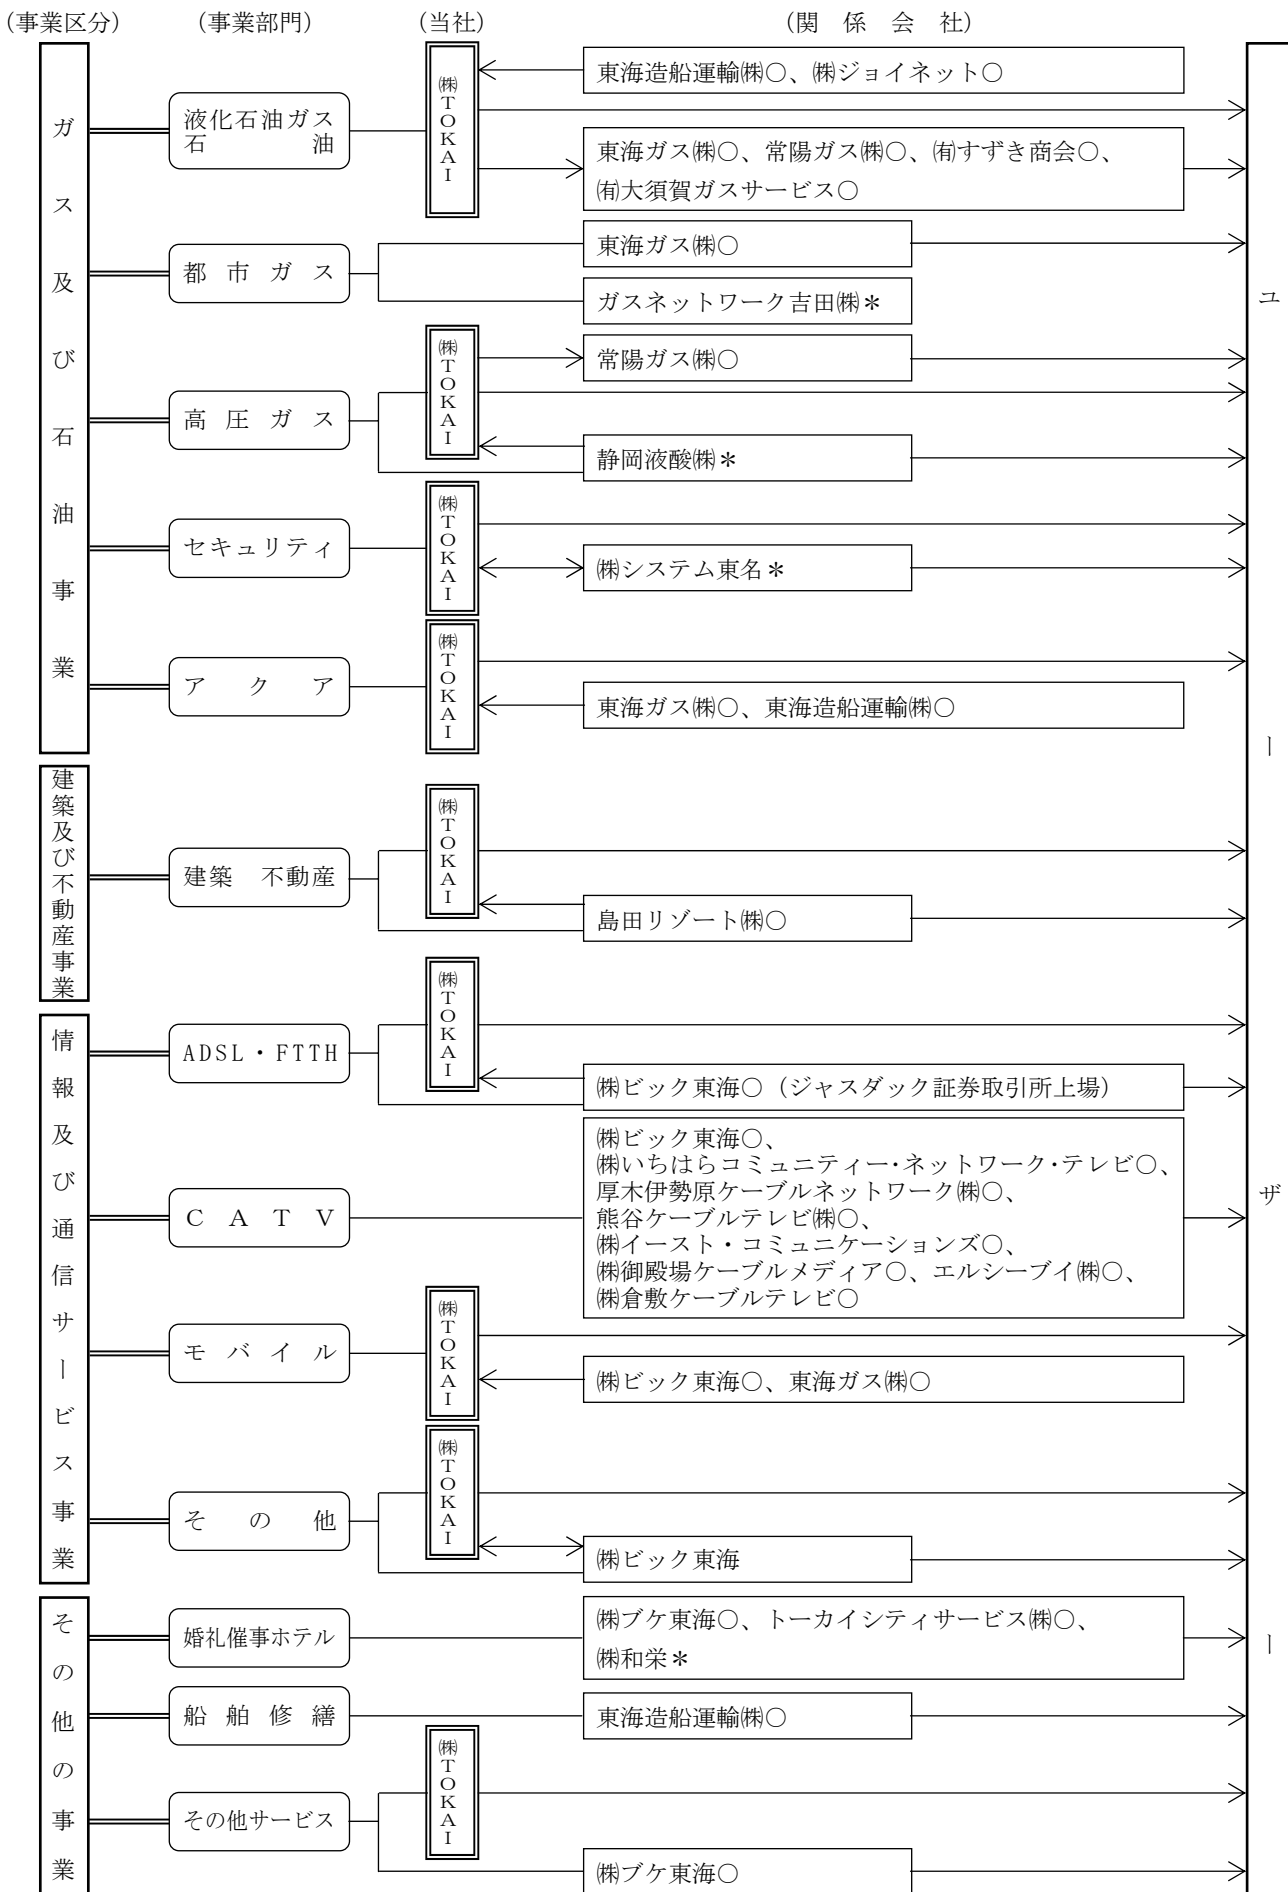 (事業区分) (事業部門) (当社) (関 係 会 社)
ガス及び石油事業
液化石油ガス
石 油
㈱TOKAI
東海造船運輸㈱○、㈱ジョイネット○
東海ガス㈱○、常陽ガス㈱○、㈲すずき商会○、
㈲大須賀ガスサービス○
都 市 ガ ス
東海ガス㈱○
ガスネットワーク吉田㈱＊
高 圧 ガ ス
㈱TOKAI
常陽ガス㈱○
静岡液酸㈱＊
セキュリティ
㈱TOKAI
㈱システム東名＊
ア ク ア
㈱TOKAI
東海ガス㈱○、東海造船運輸㈱○
建築及び不動産事業
建築 不動産
㈱TOKAI
島田リゾート㈱○
情報及び通信サービス事業
ADSL・FTTH
㈱TOKAI
㈱ビック東海○（ジャスダック証券取引所上場）
C A T V
㈱ビック東海○、
㈱いちはらコミュニティー・ネットワーク・テレビ○、
厚木伊勢原ケーブルネットワーク㈱○、
熊谷ケーブルテレビ㈱○、
㈱イースト・コミュニケーションズ○、
㈱御殿場ケーブルメディア○、エルシーブイ㈱○、
㈱倉敷ケーブルテレビ○
モ バ イ ル
㈱TOKAI
㈱ビック東海○、東海ガス㈱○
そ の 他
㈱TOKAI
㈱ビック東海
その他の事業
婚礼催事ホテル
㈱ブケ東海○、トーカイシティサービス㈱○、
㈱和栄＊
船 舶 修 繕
東海造船運輸㈱○
その他サービス
㈱TOKAI
㈱ブケ東海○
ユーザー